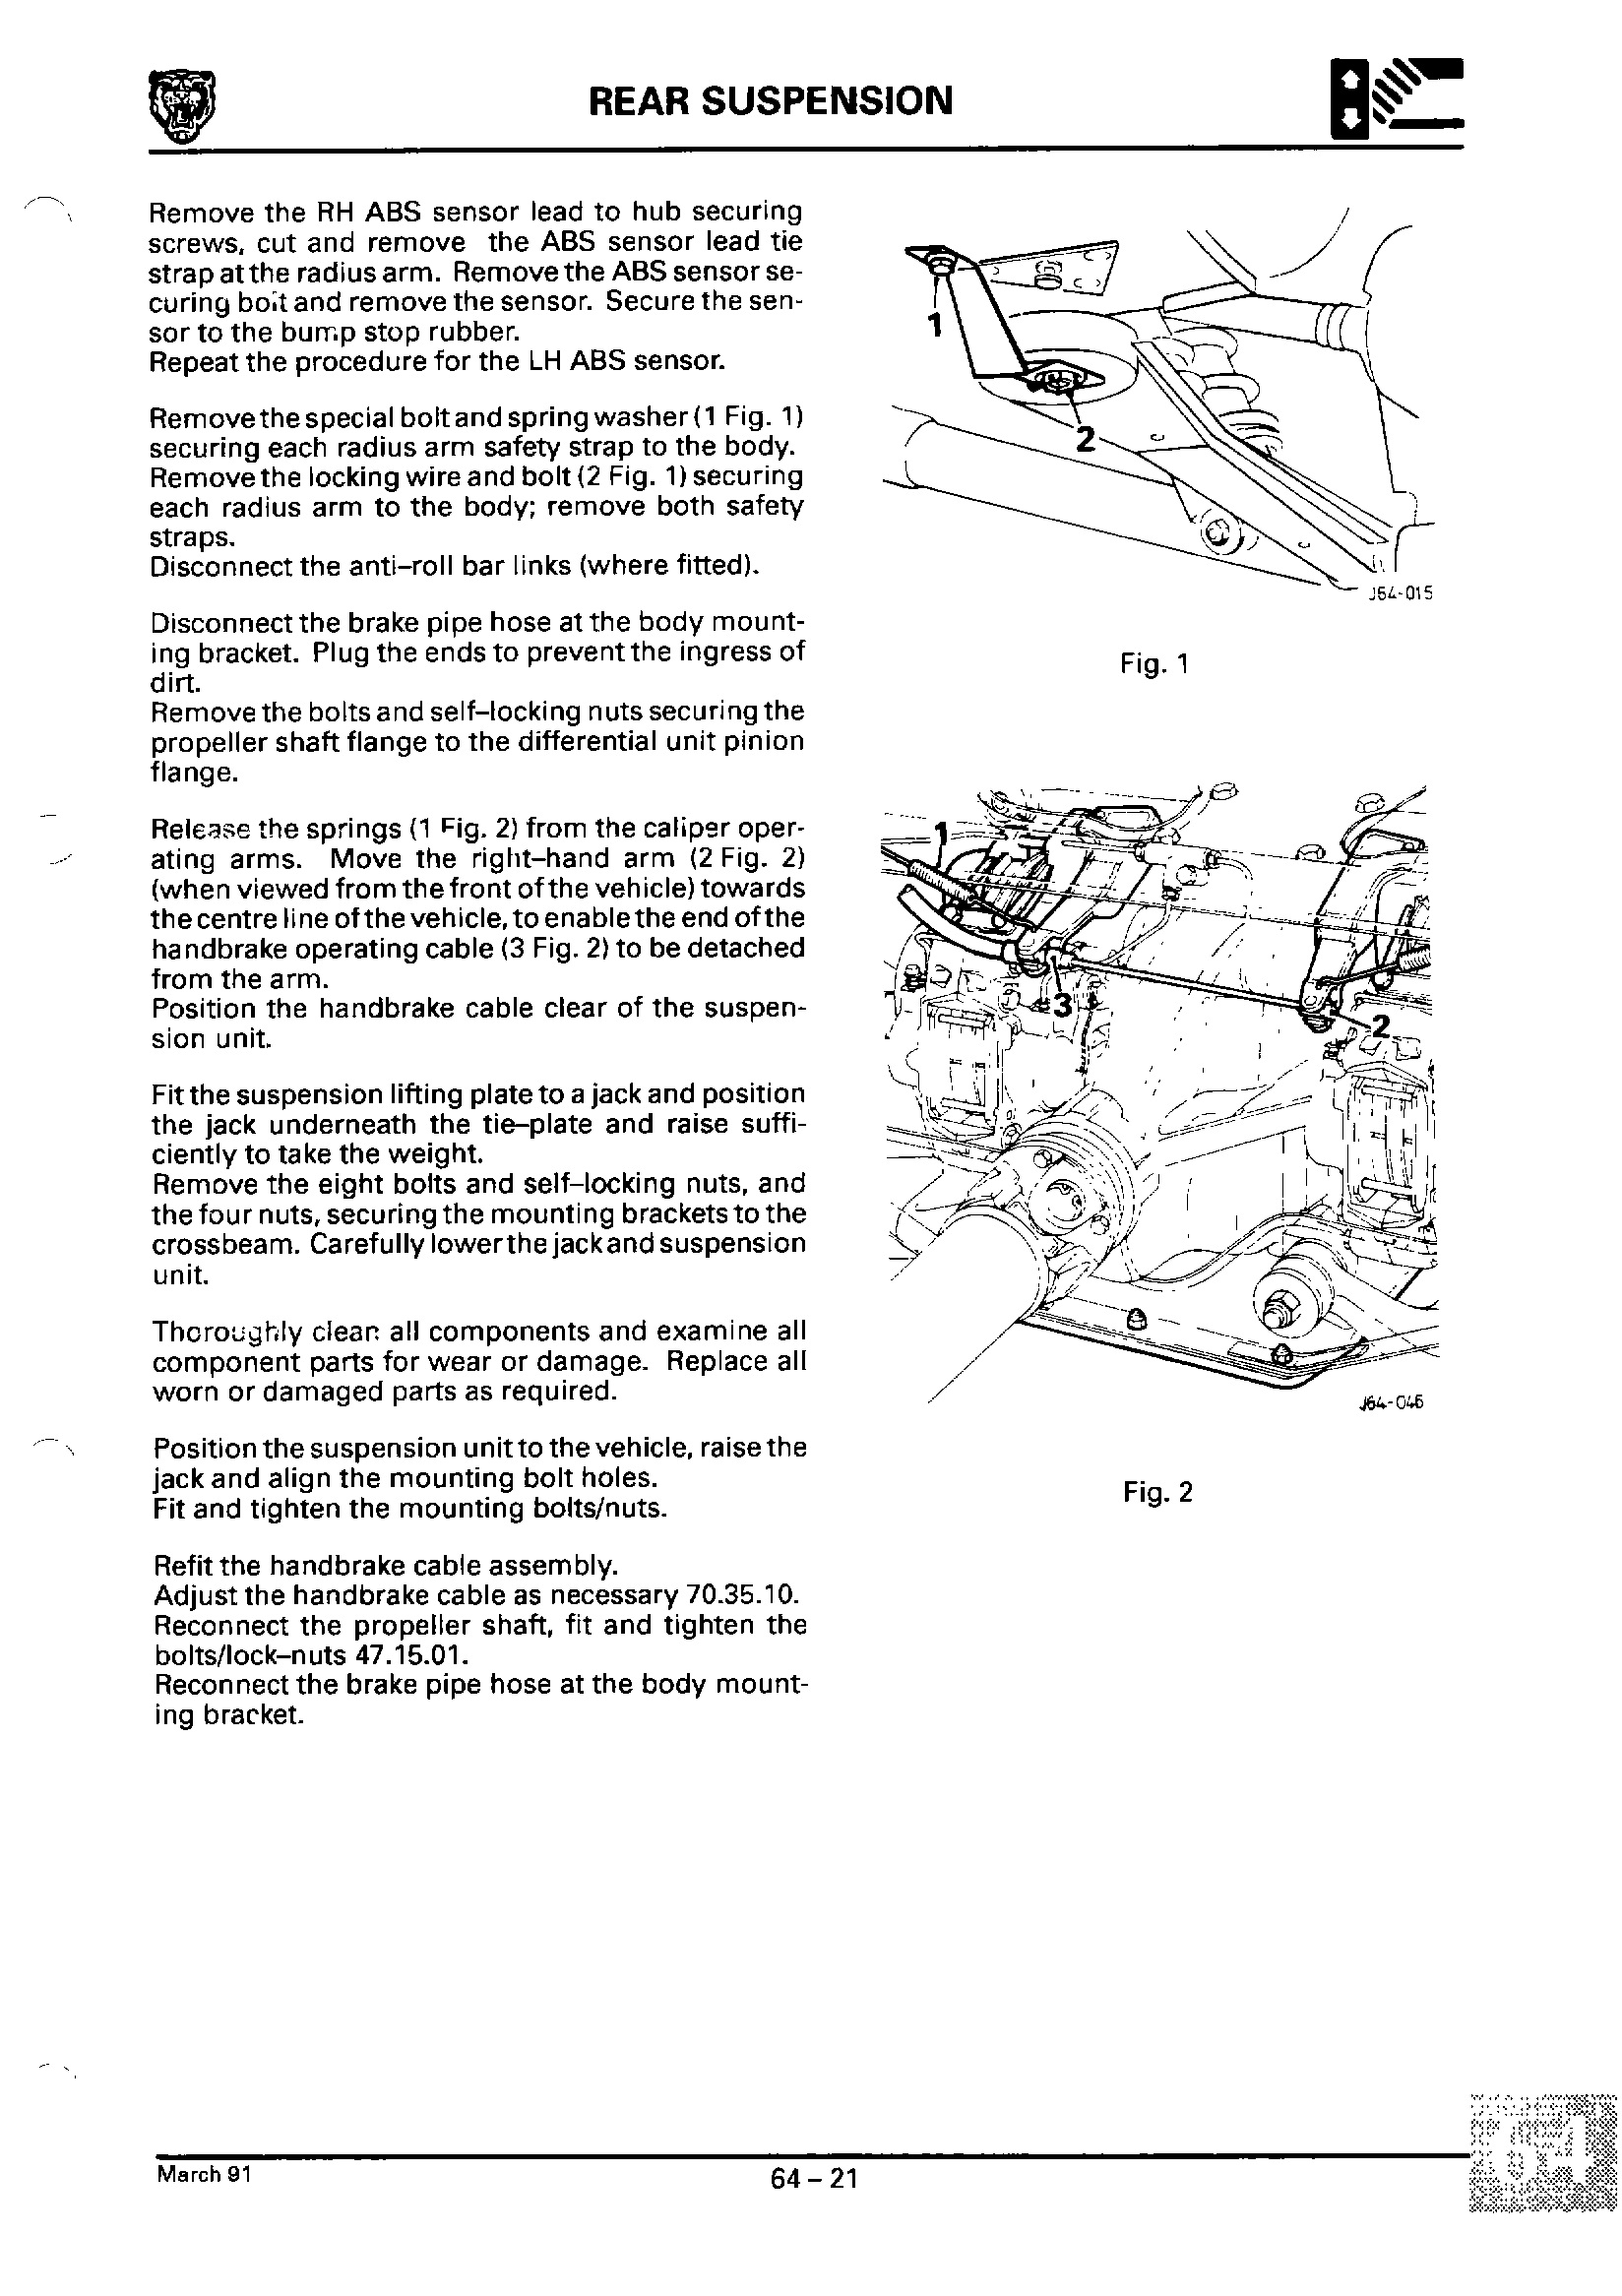 REAR SUSPENSION
Remove the RH ABS sensor lead to hub securing
screws, cut and remove the ABS sensor lead tie
strap at the radius arm. Remove the ABS sensor se-
curing bolt and remove the sensor. Secure the sen-
sor to the bump stop rubber.
Repeat the procedure for the LH ABS sensor.
Remove the special bolt and spring washer (1 Fig. 1)
securing each radius arm safety strap to the body.
Remove the locking wire and bolt (2 Fig. 1) securing
each radius arm to the body; remove both safety
straps.
Disconnect the anti-roll bar links (where fitted).
Disconnect the brake pipe hose at the body mount-
ing bracket. Plug the ends to prevent the ingress of
dirt.
Remove the bolts and self-locking nuts securing the
propeller shaft flange to the differential unit pinion
flange.
Release the springs (1 Fig. 2) from the caliper oper-
ating arms. Move the right-hand arm (2 Fig. 2)
(when viewed from the front of the vehicle) towards
the centre line of the vehicle, to enable the end of the
handbrake operating cable (3 Fig. 2) to be detached
from the arm.
Position the handbrake cable clear of the suspen-
sion unit.
Fit the suspension lifting plate to a jack and position
the jack underneath the tie-plate and raise suffi-
ciently to take the weight.
Remove the eight bolts and self-locking nuts, and
the four nuts, securing the mounting brackets to the
crossbeam. Carefully lower the jack and suspension
unit.
Thoroughly clean all components and examine all
component parts for wear or damage. Replace all
worn or damaged parts as required.
Position the suspension unit to the vehicle, raise the
jack and align the mounting bolt holes.
Fit and tighten the mounting bolts/nuts.
Refit the handbrake cable assembly.
Adjust the handbrake cable as necessary 70.35.10.
Reconnect the propeller shaft, fit and tighten the
bolts/lock-nuts 47.15.01.
Reconnect the brake pipe hose at the body mount-
ing bracket.
1
2
J64-015
Fig. 1
1
3
2
J64-046
Fig. 2
March 91
64 – 21
64